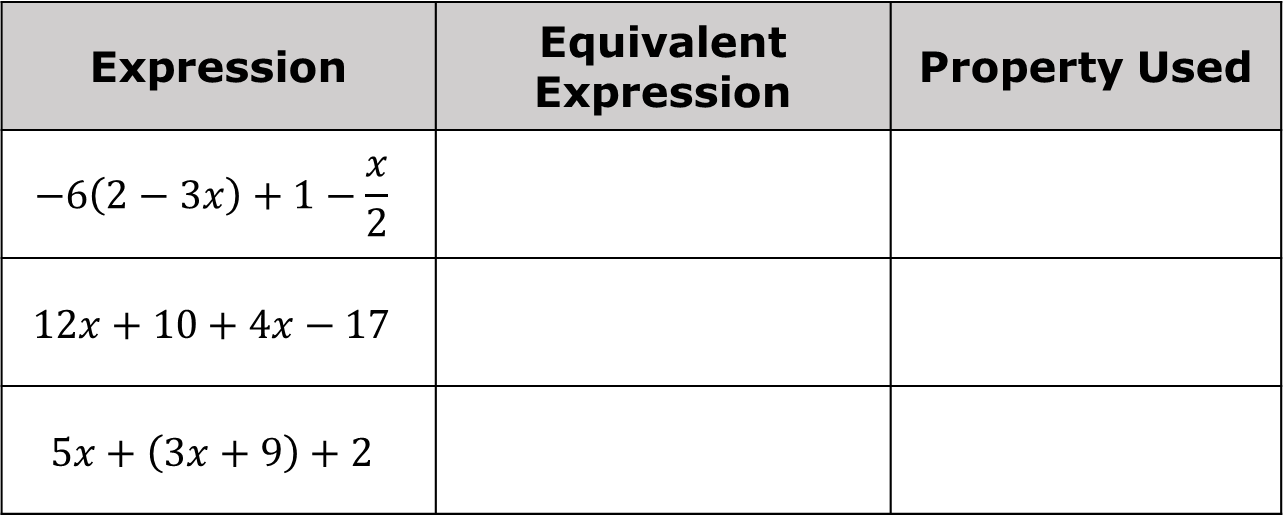 Expression
Equivalent
Expression
Property Used
−6(2 − 3x) + 1 − x/2
12x + 10 + 4x − 17
5x + (3x + 9) + 2